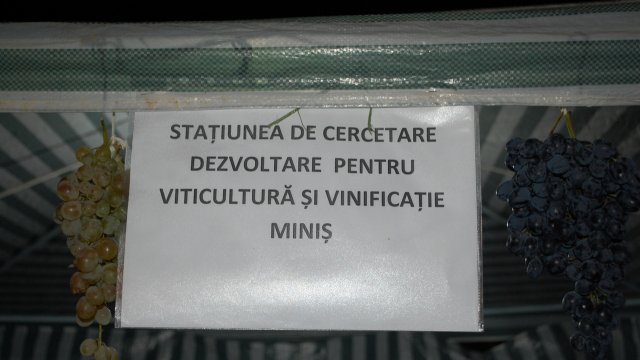 STAȚIUNEA DE CERCETARE
DEZVOLTARE PENTRU
VITICULTURĂ ȘI VINIFICAȚIE
MINIȘ